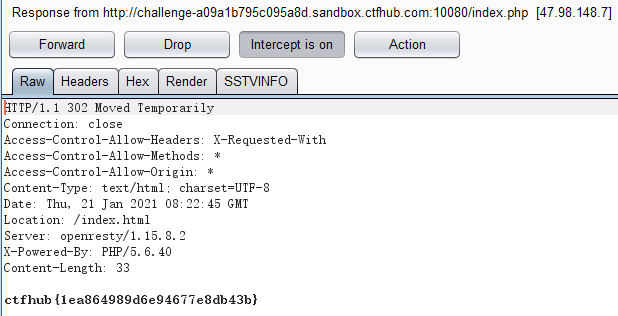 Response from http://challenge-a09a1b795c095a8d.sandbox.ctfhub.com:10080/index.php [47.98.148.7]
Forward Drop Intercept is on Action
Raw Headers Hex Render SSTVINFO
HTTP/1.1 302 Moved Temporarily
Connection: close
Access-Control-Allow-Headers: X-Requested-With
Access-Control-Allow-Methods: *
Access-Control-Allow-Origin: *
Content-Type: text/html; charset=UTF-8
Date: Thu, 21 Jan 2021 08:22:45 GMT
Location: /index.html
Server: openresty/1.15.8.2
X-Powered-By: PHP/5.6.40
Content-Length: 33
ctfhub{1ea864989d6e94677e8db43b}